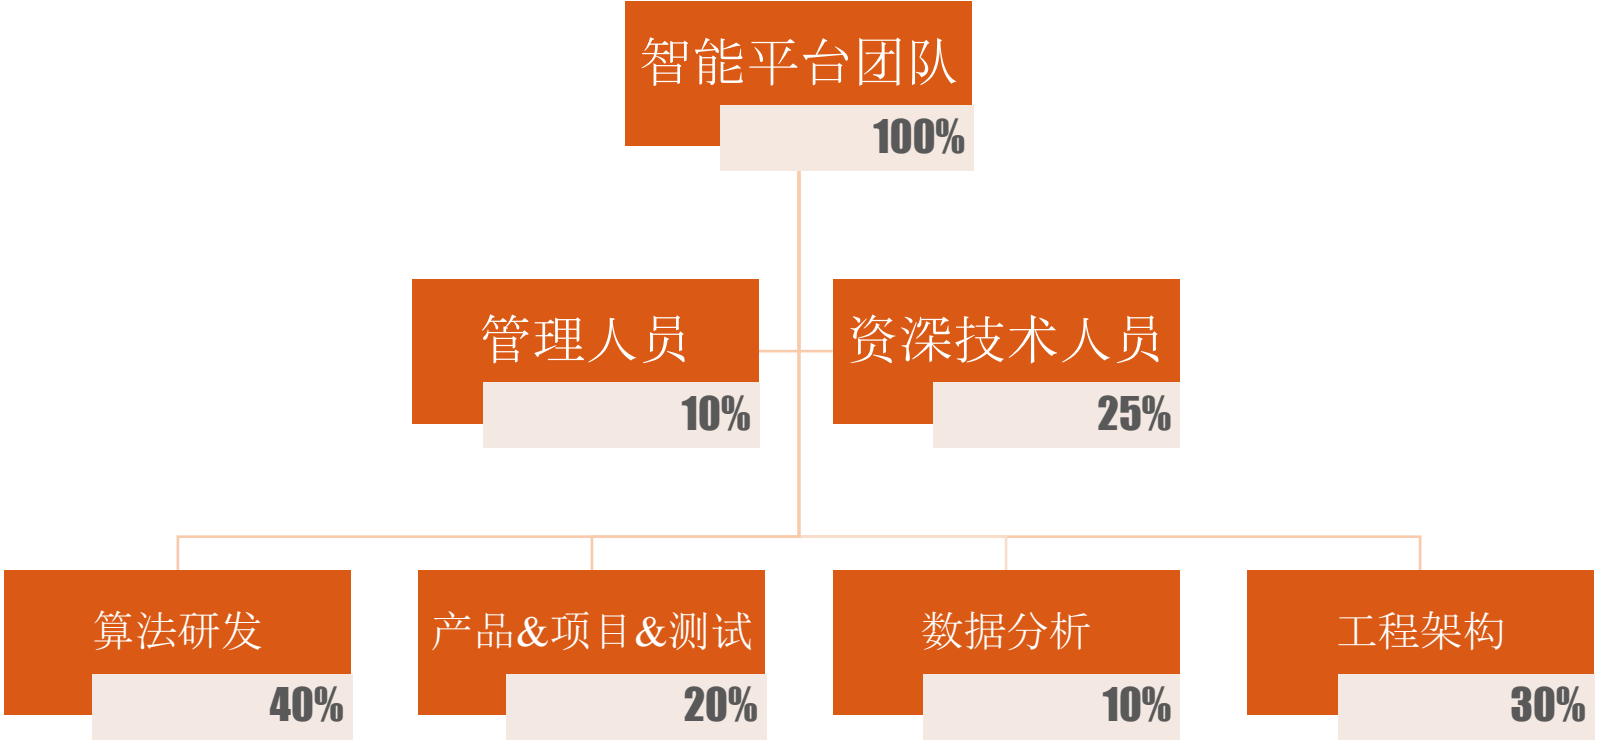 智能平台团队
100%
管理人员
10%
资深技术人员
25%
算法研发
40%
产品&项目&测试
20%
数据分析
10%
工程架构
30%